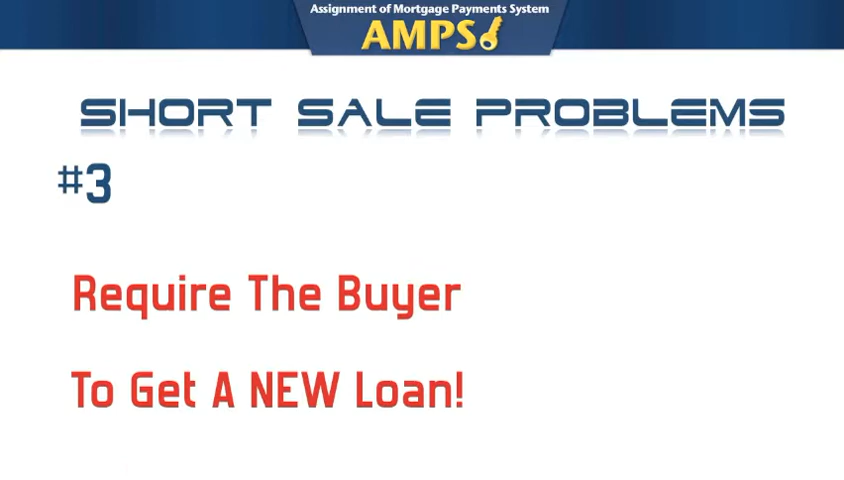 Assignment of Mortgage Payments System
AMPS
SHORT SALE PROBLEMS
#3
Require The Buyer
To Get A NEW Loan!